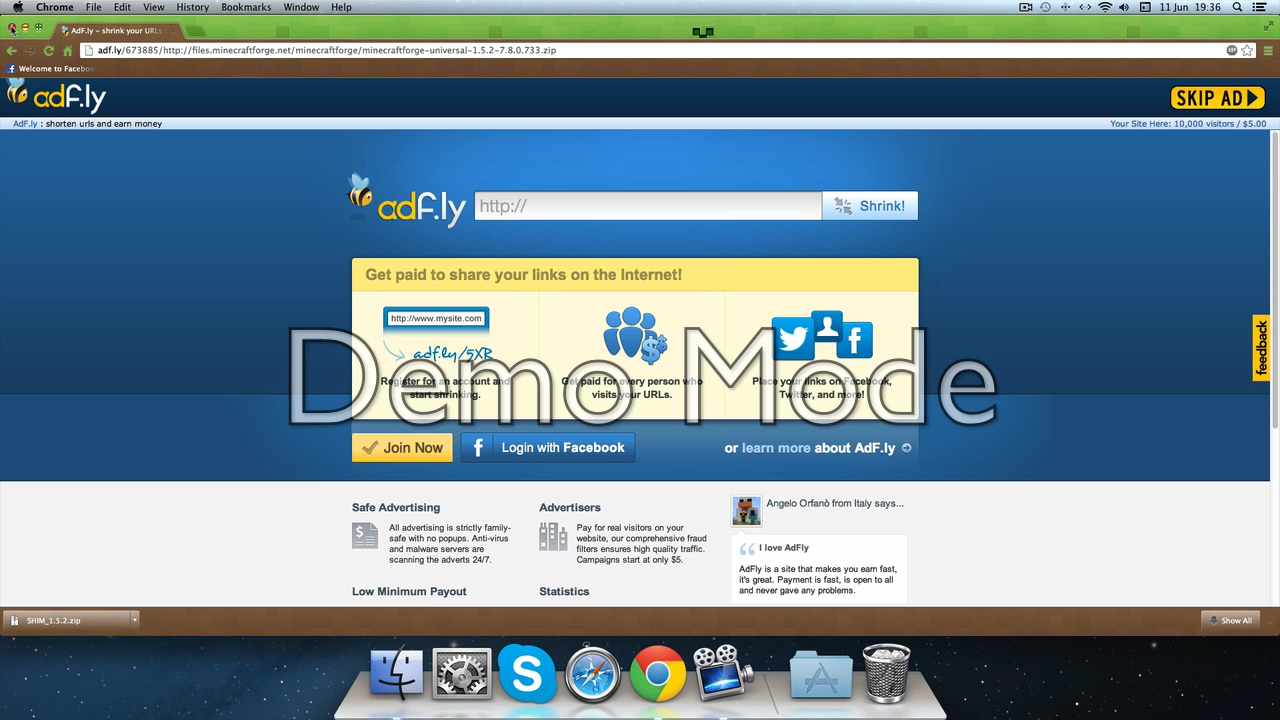 Chrome File Edit View History Bookmarks Window Help 11 Jun 19:36
AdF.ly – shrink your URLs
adf.ly/673885/http://files.minecraftforge.net/minecraftforge/minecraftforge-universal-1.5.2-7.8.0.733.zip
Welcome to Facebo
adf.ly SKIP AD
AdF.ly : shorten urls and earn money Your Site Here: 10,000 visitors / $5.00
adf.ly http:// Shrink!
Get paid to share your links on the Internet!
http://www.mysite.com
adf.ly/5XR
feedback
Register for an account and Get paid for every person who Place your links on Facebook,
start shrinking. visits your URLs. Twitter, and more!
Demo Mode
Join Now Login with Facebook or learn more about AdF.ly
Safe Advertising Advertisers Angelo Orfanò from Italy says...
All advertising is strictly family-
safe with no popups. Anti-virus
and malware servers are
scanning the adverts 24/7.
Pay for real visitors on your
website, our comprehensive fraud
filters ensures high quality traffic.
Campaigns start at only $5.
I love AdFly
AdFly is a site that makes you earn fast,
it's great. Payment is fast, is open to all
and never gave any problems.
Low Minimum Payout Statistics
SHIM_1.5.2.zip Show All